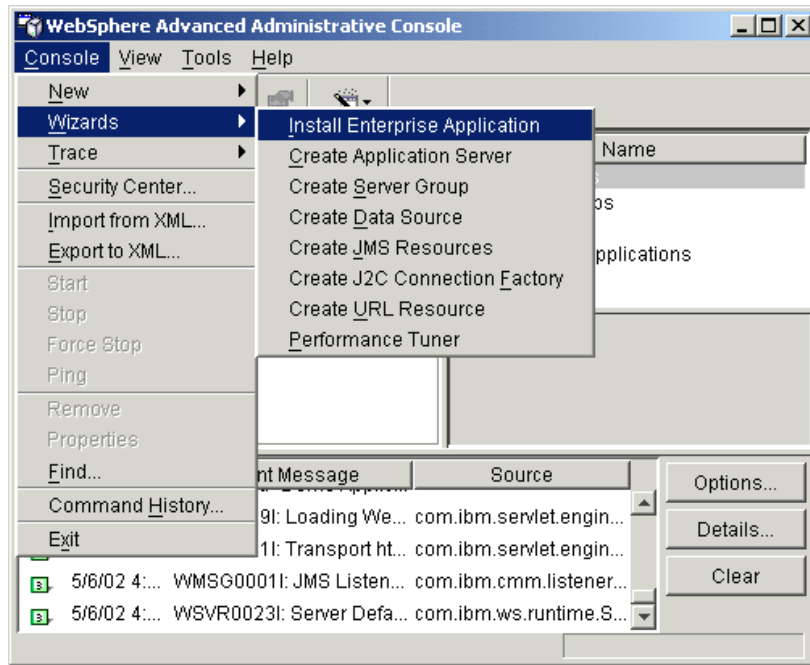 WebSphere Advanced Administrative Console
Console View Tools Help
New
Wizards
Trace
Security Center...
Import from XML...
Export to XML...
Start
Stop
Force Stop
Ping
Remove
Properties
Find...
Command History...
Exit
Install Enterprise Application
Create Application Server
Create Server Group
Create Data Source
Create JMS Resources
Create J2C Connection Factory
Create URL Resource
Performance Tuner
Name
s
os
pplications
nt Message Source
9I: Loading We... com.ibm.servlet.engin...
1I: Transport ht... com.ibm.servlet.engin...
5/6/02 4:... WMSG0001I: JMS Listen... com.ibm.cmm.listener...
5/6/02 4:... WSVR0023I: Server Defa... com.ibm.ws.runtime.S...
Options...
Details...
Clear